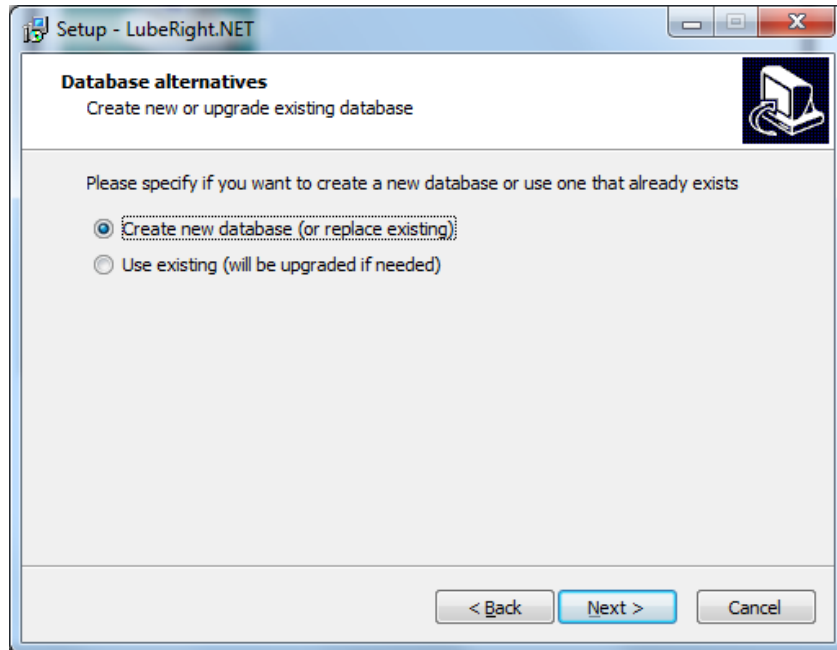 Setup - LubeRight.NET
Database alternatives
Create new or upgrade existing database
Please specify if you want to create a new database or use one that already exists
Create new database (or replace existing)
Use existing (will be upgraded if needed)
< Back Next > Cancel